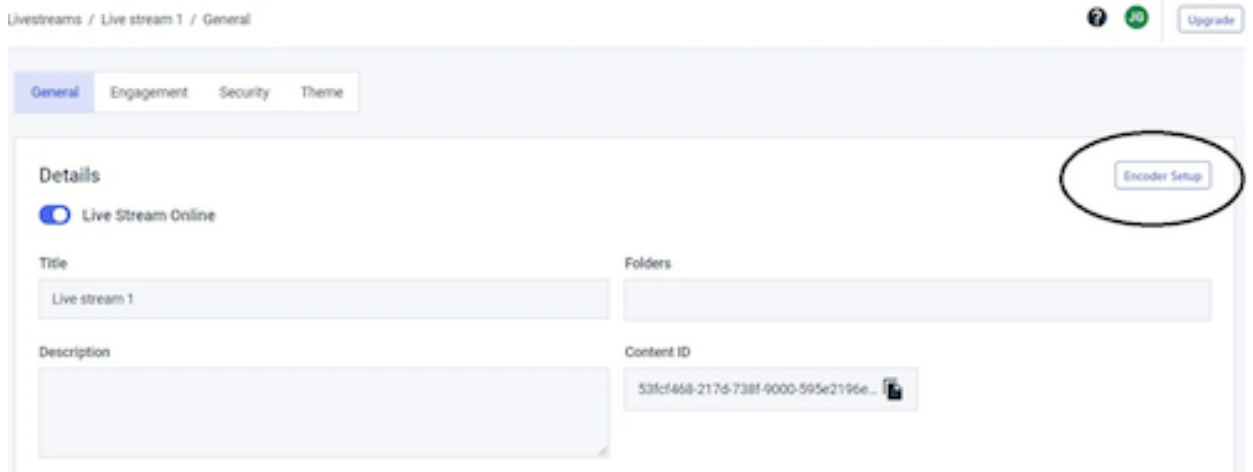 Livestreams / Live stream 1 / General
? JG Upgrade
General Engagement Security Theme
Details
Encoder Setup
Live Stream Online
Title
Folders
Live stream 1
Description
Content ID
53fcf468-217d-738f-9000-595e2196e...